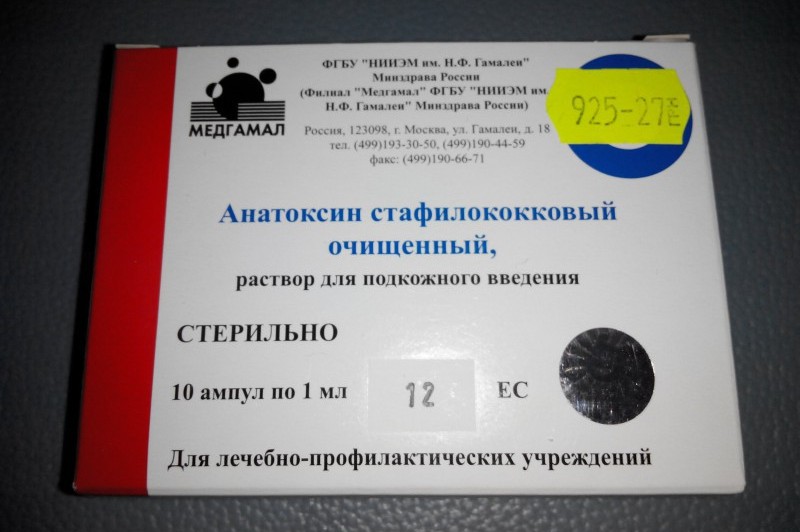 МЕДГАМАЛ
ФГБУ "НИИЭМ им. Н.Ф. Гамалеи"
Минздрава России
(Филиал "Медгамал" ФГБУ "НИИЭМ им.
Н.Ф. Гамалеи" Минздрава России)
Россия, 123098, г. Москва, ул. Гамалеи, д. 18
тел. (499)193-30-50, (499)190-44-59
факс: (499)190-66-71
925-27
Анатоксин стафилококковый
очищенный,
раствор для подкожного введения
СТЕРИЛЬНО
10 ампул по 1 мл 12 ЕС
Для лечебно-профилактических учреждений